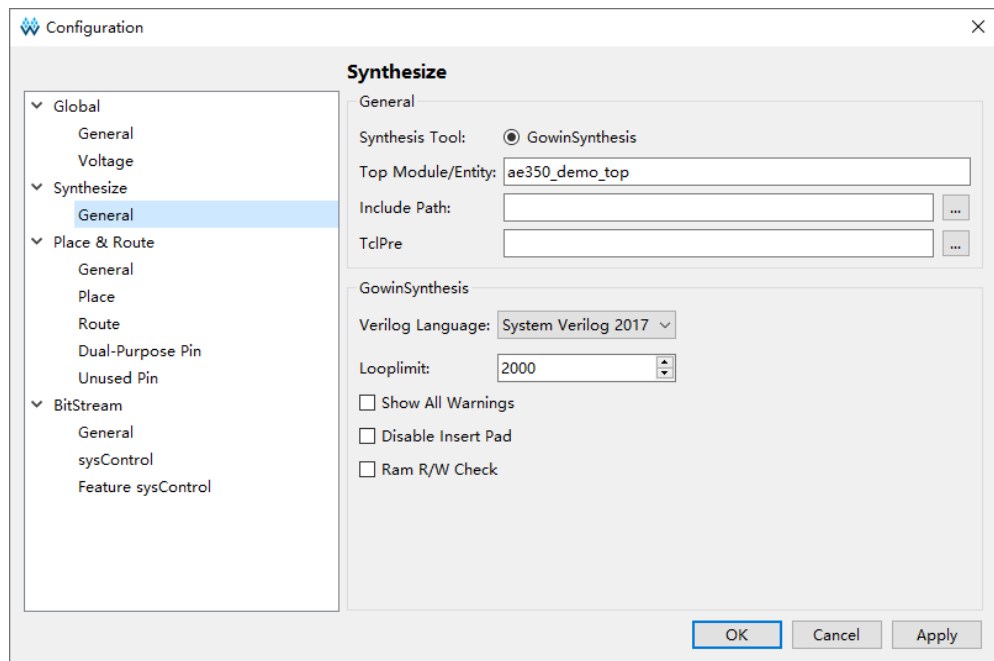 Configuration
Synthesize
Global
General
Voltage
Synthesize
General
Place & Route
General
Place
Route
Dual-Purpose Pin
Unused Pin
BitStream
General
sysControl
Feature sysControl
General
Synthesis Tool: GowinSynthesis
Top Module/Entity: ae350_demo_top
Include Path: ...
TclPre ...
GowinSynthesis
Verilog Language: System Verilog 2017
Looplimit: 2000
Show All Warnings
Disable Insert Pad
Ram R/W Check
OK Cancel Apply